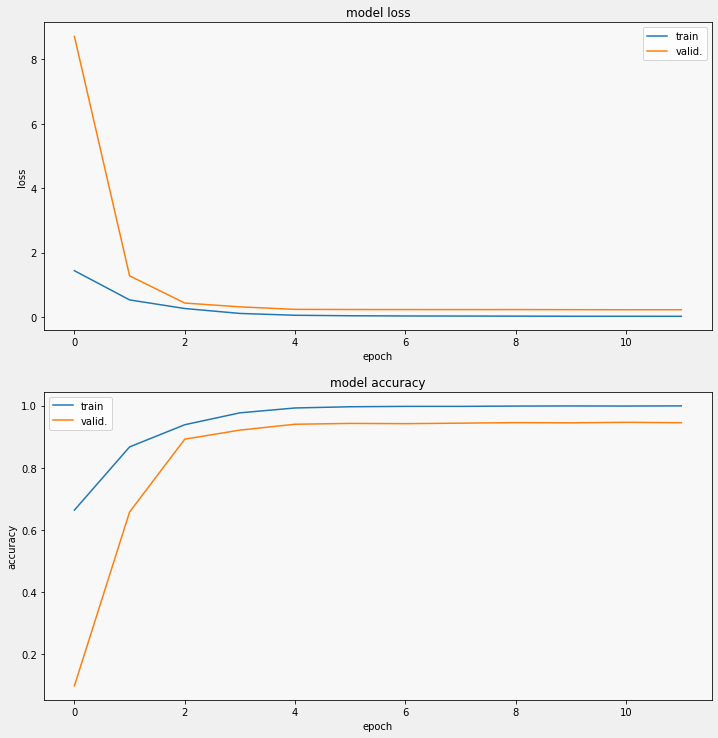 model loss
train
valid.
8
6
4
2
0
loss
0 2 4 6 8 10
epoch
model accuracy
train
valid.
1.0
0.8
0.6
0.4
0.2
accuracy
0 2 4 6 8 10
epoch